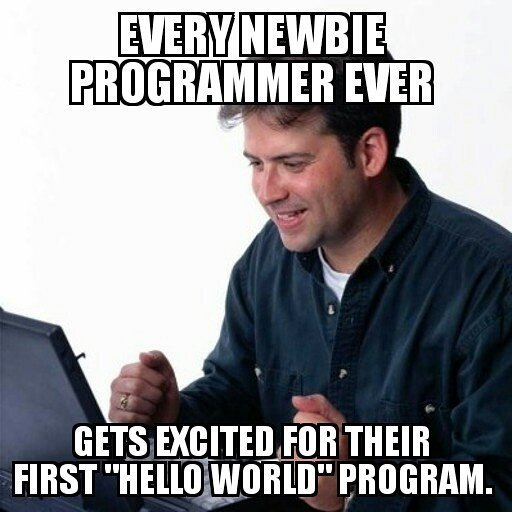 EVERY NEWBIE
PROGRAMMER EVER
GETS EXCITED FOR THEIR
FIRST "HELLO WORLD" PROGRAM.